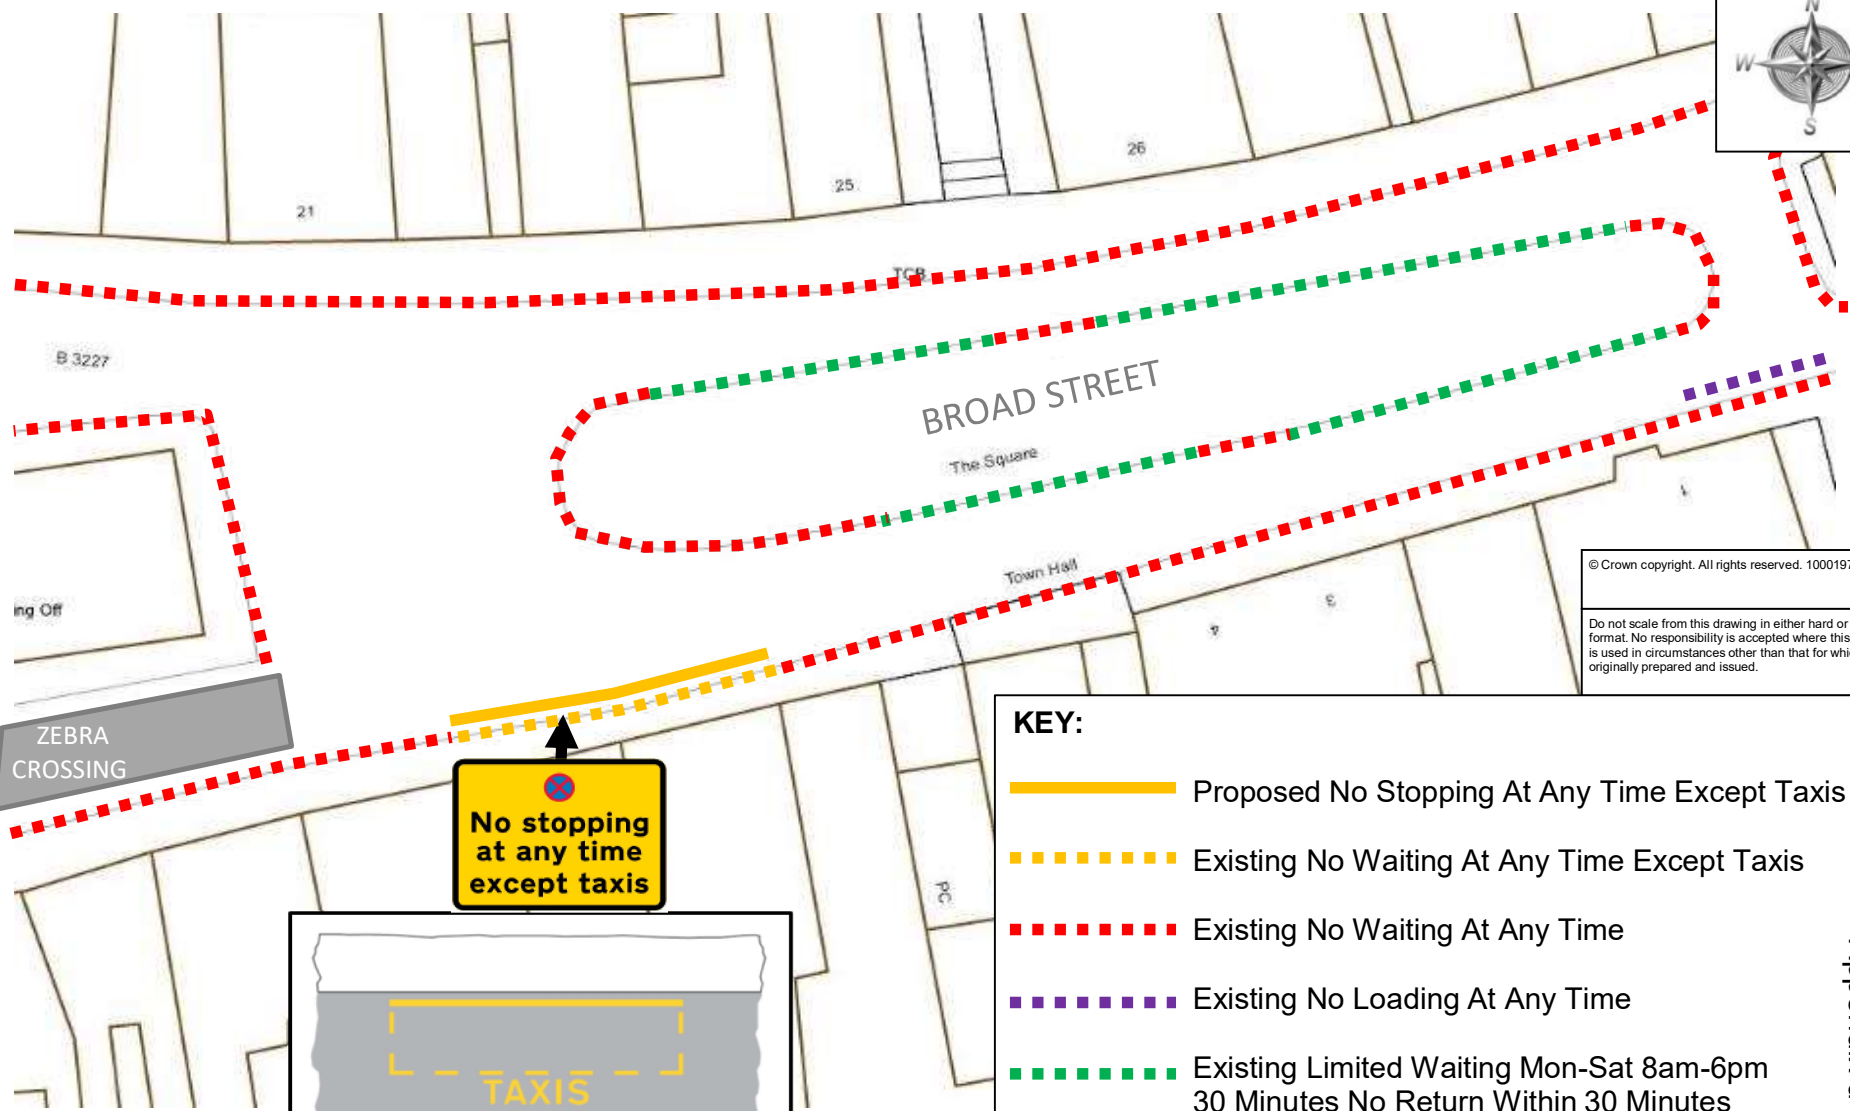 N
W
S
26
25
21
TCB
B 3227
BROAD STREET
The Square
Town Hall
1
3
4
ing Off
© Crown copyright. All rights reserved. 100019
Do not scale from this drawing in either hard or
format. No responsibility is accepted where this
is used in circumstances other than that for whi
originally prepared and issued.
ZEBRA
CROSSING
No stopping
at any time
except taxis
PC
TAXIS
KEY:
Proposed No Stopping At Any Time Except Taxis
Existing No Waiting At Any Time Except Taxis
Existing No Waiting At Any Time
Existing No Loading At Any Time
Existing Limited Waiting Mon-Sat 8am-6pm
30 Minutes No Return Within 30 Minutes